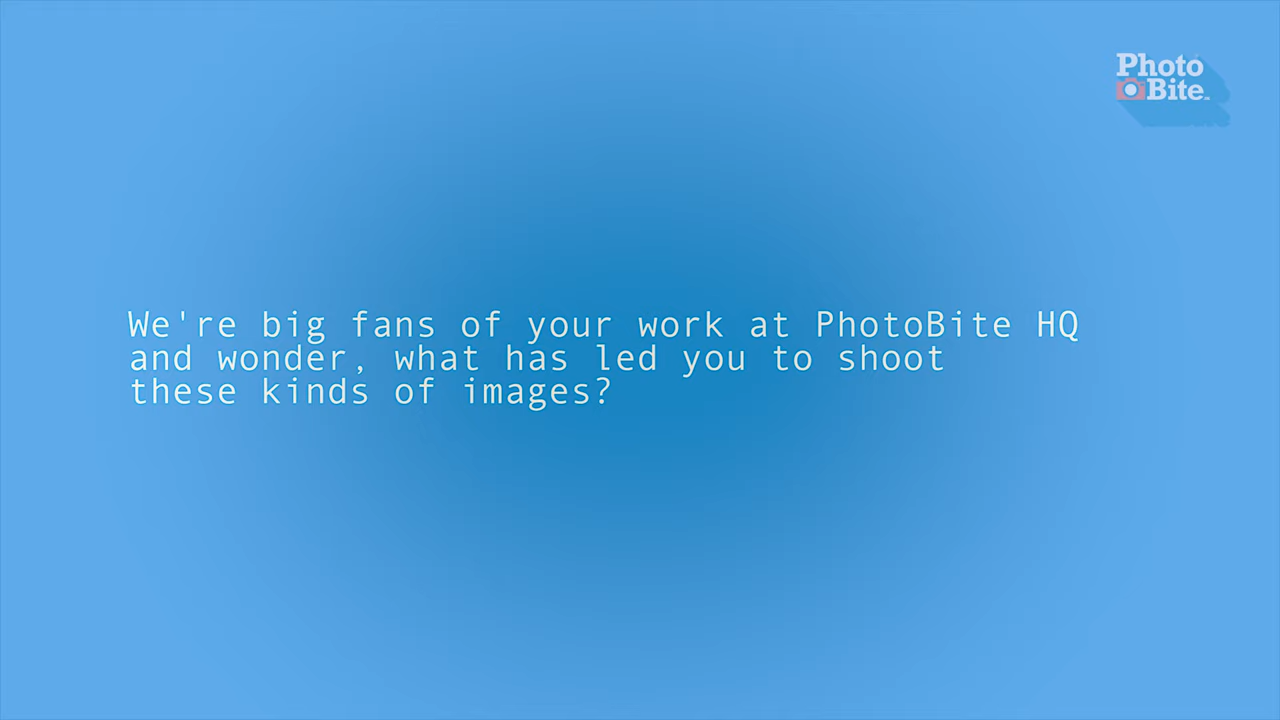 Photo
Bite
We're big fans of your work at PhotoBite HQ
and wonder, what has led you to shoot
these kinds of images?